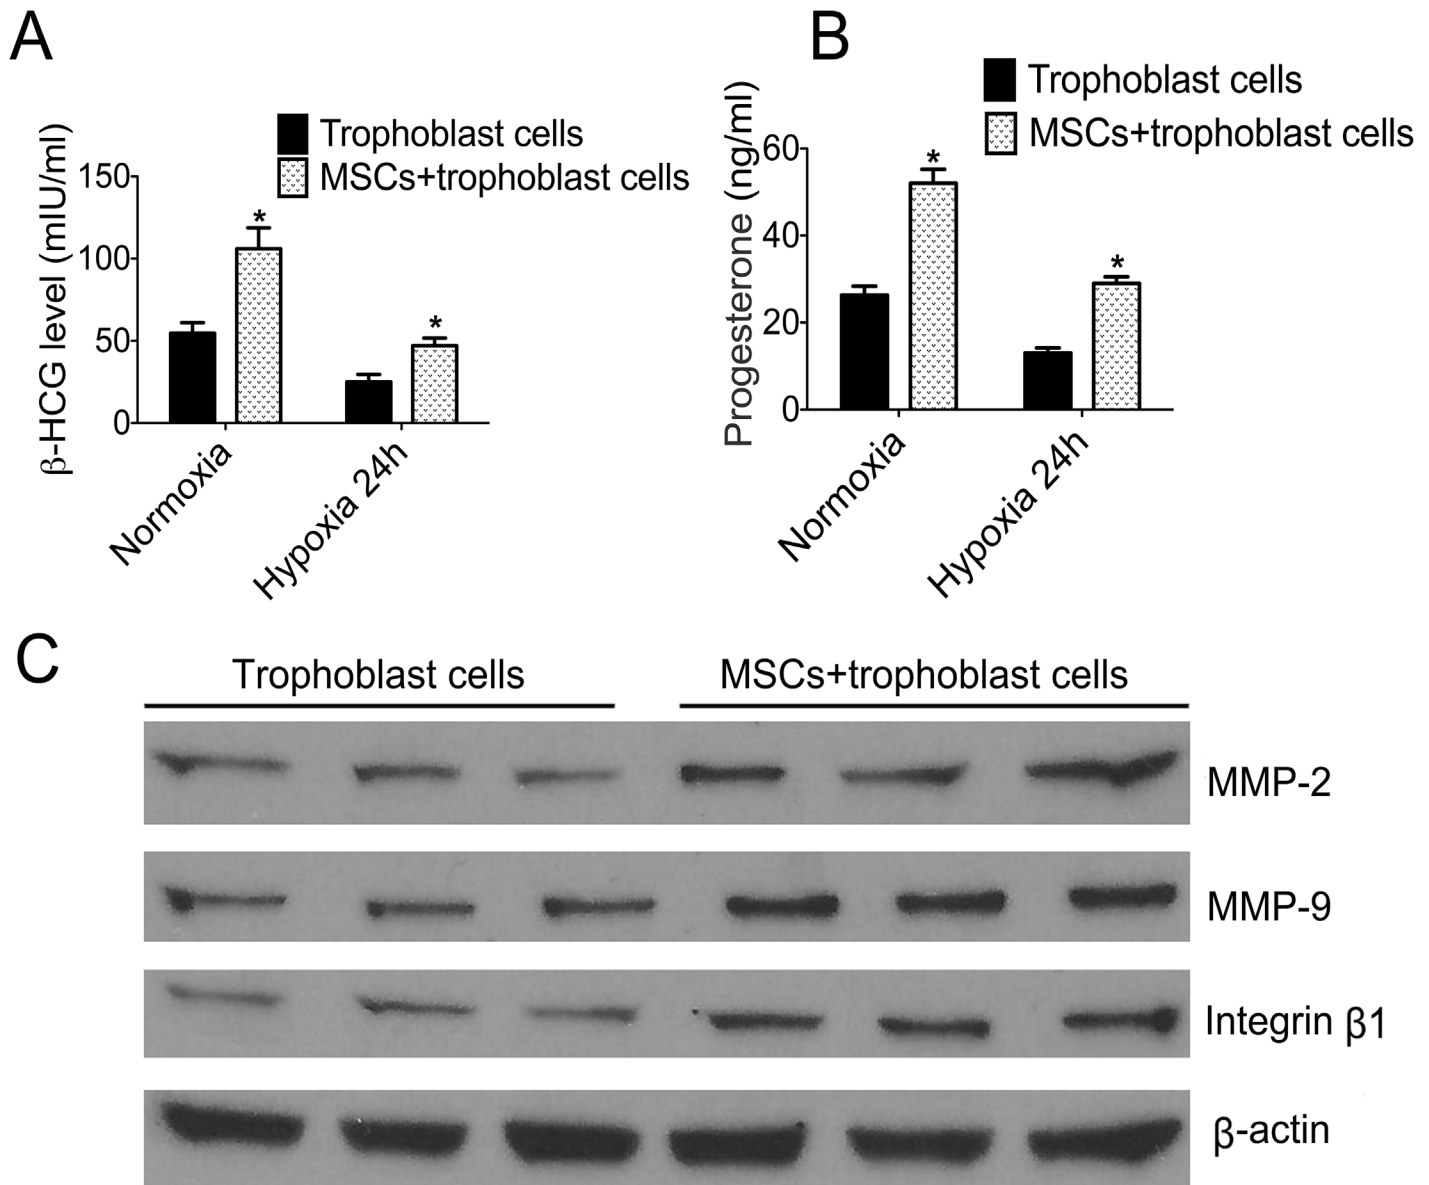 A
Trophoblast cells
MSCs+trophoblast cells
β-HCG level (mIU/ml)
150
100
50
0
*
*
Normoxia
Hypoxia 24h
B
Trophoblast cells
MSCs+trophoblast cells
Progesterone (ng/ml)
60
40
20
0
*
*
Normoxia
Hypoxia 24h
C
Trophoblast cells
MSCs+trophoblast cells
MMP-2
MMP-9
Integrin β1
β-actin